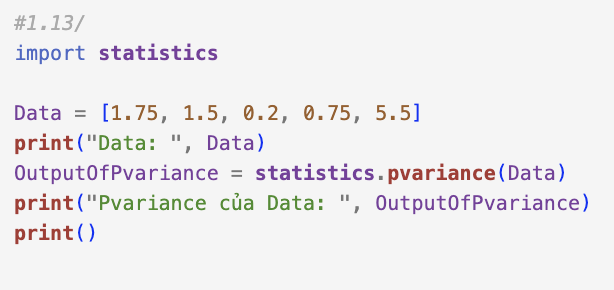 #1.13/
import statistics
Data = [1.75, 1.5, 0.2, 0.75, 5.5]
print("Data: ", Data)
OutputOfPvariance = statistics.pvariance(Data)
print("Pvariance của Data: ", OutputOfPvariance)
print()